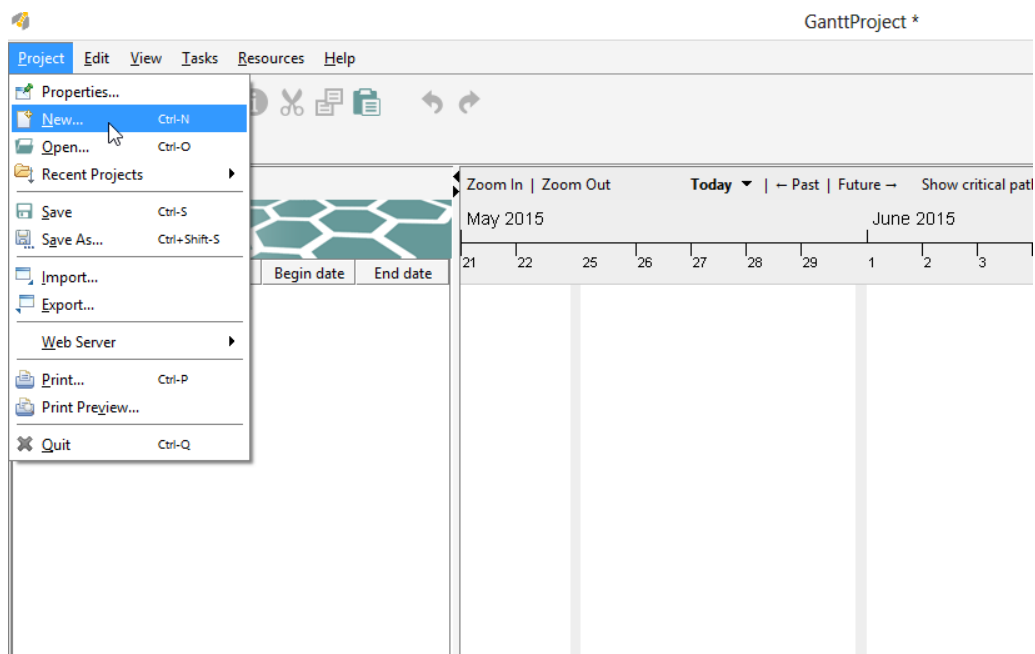 GanttProject *
Project Edit View Tasks Resources Help
Properties...
New... Ctrl-N
Open... Ctrl-O
Recent Projects
Save Ctrl-S
Save As... Ctrl+Shift-S
Import...
Export...
Web Server
Print... Ctrl-P
Print Preview...
Quit Ctrl-Q
Zoom In | Zoom Out Today | ← Past | Future → Show critical path
May 2015 June 2015
21 22 25 26 27 28 29 1 2 3
Begin date End date